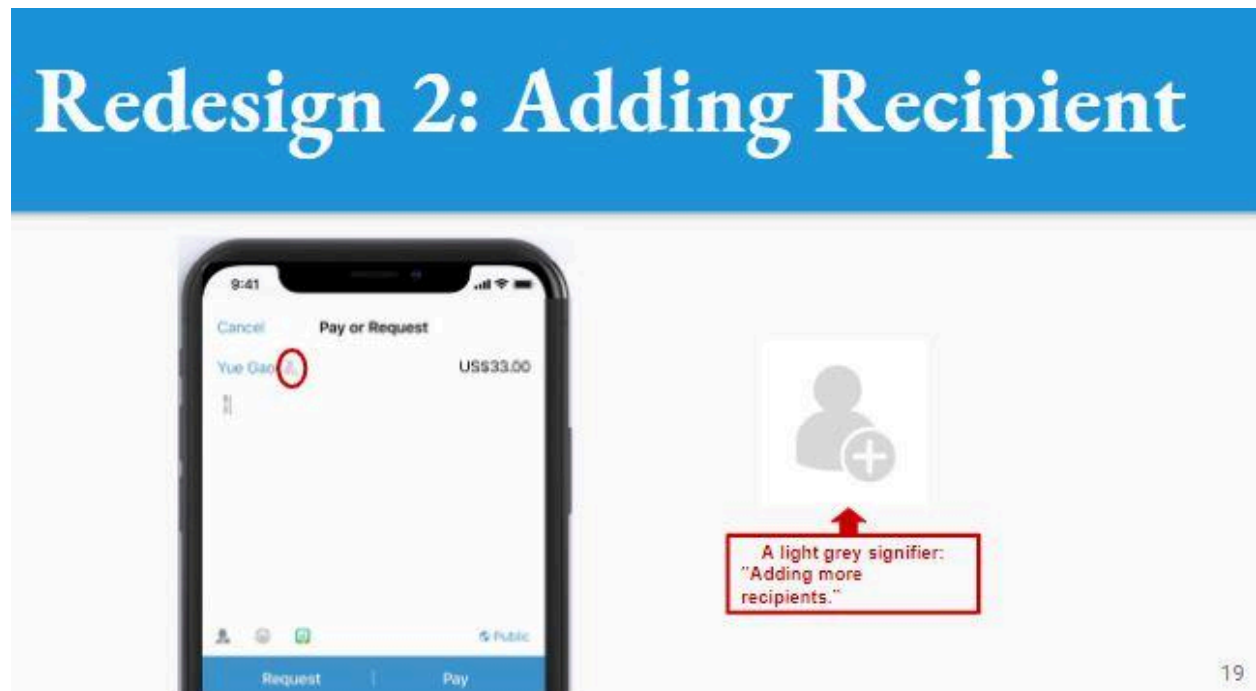 Redesign 2: Adding Recipient
9:41
Cancel Pay or Request
Yue Gao US$33.00
Public
Request Pay
A light grey signifier:
"Adding more
recipients."
19